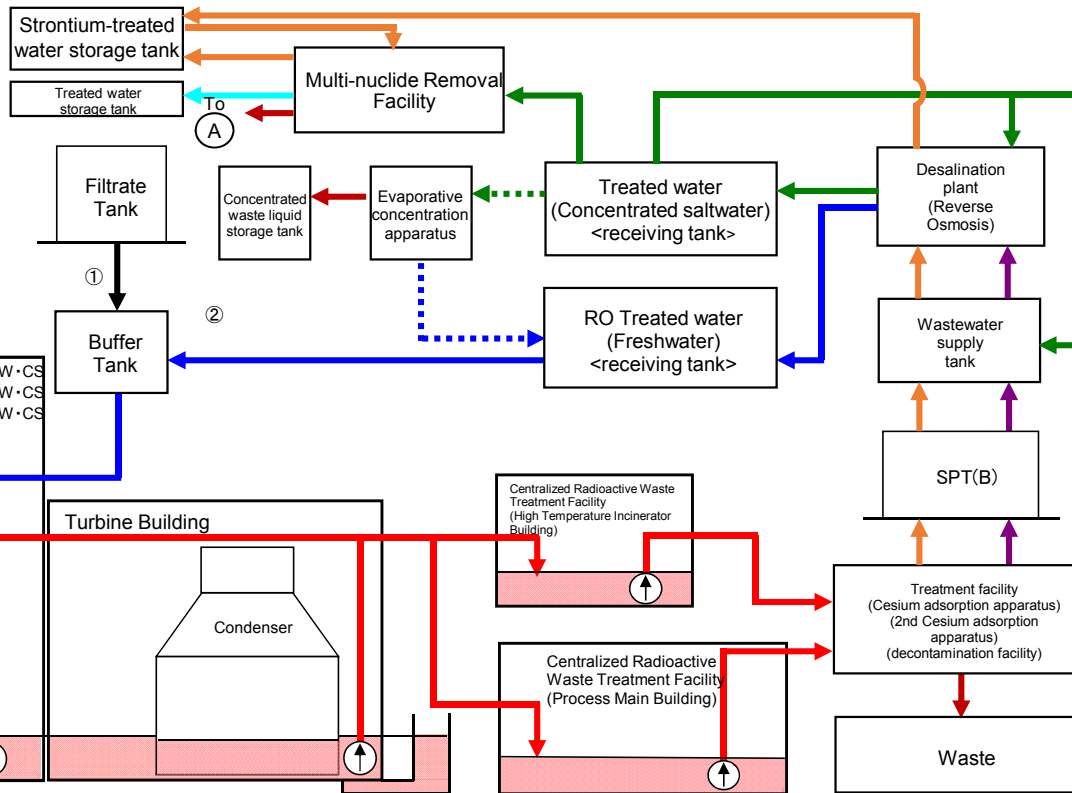 Strontium-treated
water storage tank
Treated water
storage tank
Multi-nuclide Removal
Facility
To
A
Filtrate
Tank
①
②
Buffer
Tank
Concentrated
waste liquid
storage tank
Evaporative
concentration
apparatus
Treated water
(Concentrated saltwater)
<receiving tank>
RO Treated water
(Freshwater)
<receiving tank>
Desalination
plant
(Reverse
Osmosis)
Wastewater
supply
tank
SPT(B)
W・CS
W・CS
W・CS
Turbine Building
Condenser
Centralized Radioactive Waste
Treatment Facility
(High Temperature Incinerator
Building)
Centralized Radioactive
Waste Treatment Facility
(Process Main Building)
Treatment facility
(Cesium adsorption apparatus)
(2nd Cesium adsorption
apparatus)
(decontamination facility)
Waste